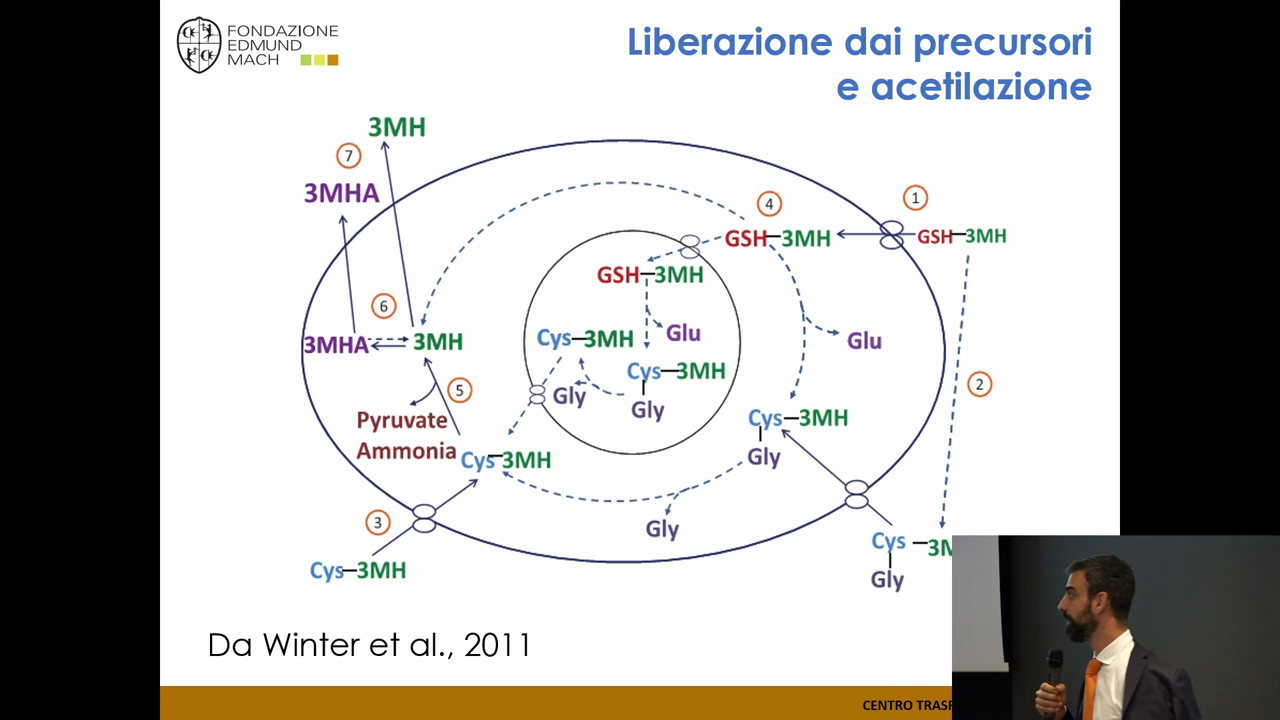 FONDAZIONE
EDMUND
MACH
Liberazione dai precursori
e acetilazione
3MH
7
3MHA
4
1
GSH–3MH
GSH–3MH
GSH–3MH
6
3MHA
3MH
Cys–3MH
Glu
Glu
Cys–3MH
Gly
Gly
2
5
Pyruvate
Ammonia
Cys–3MH
Cys–3MH
Gly
3
Gly
Cys–3MH
Cys –3M
Gly
Da Winter et al., 2011
CENTRO